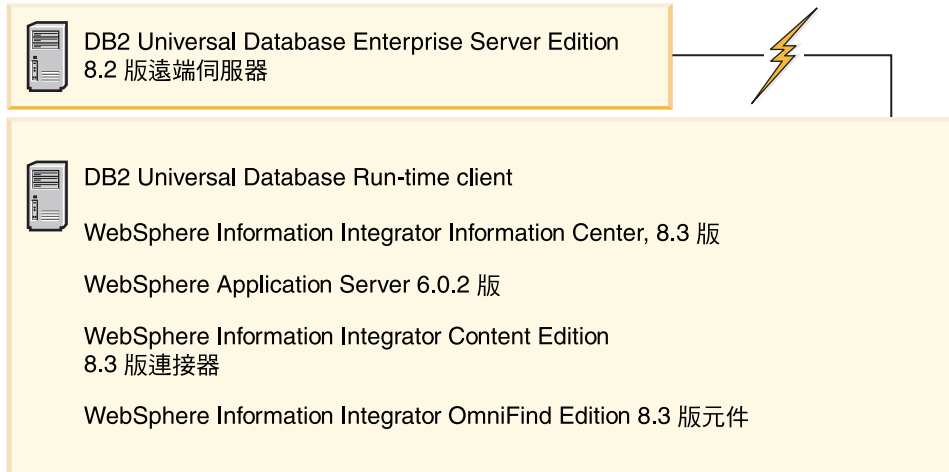 DB2 Universal Database Enterprise Server Edition
8.2 版遠端伺服器
DB2 Universal Database Run-time client
WebSphere Information Integrator Information Center, 8.3 版
WebSphere Application Server 6.0.2 版
WebSphere Information Integrator Content Edition
8.3 版連接器
WebSphere Information Integrator OmniFind Edition 8.3 版元件